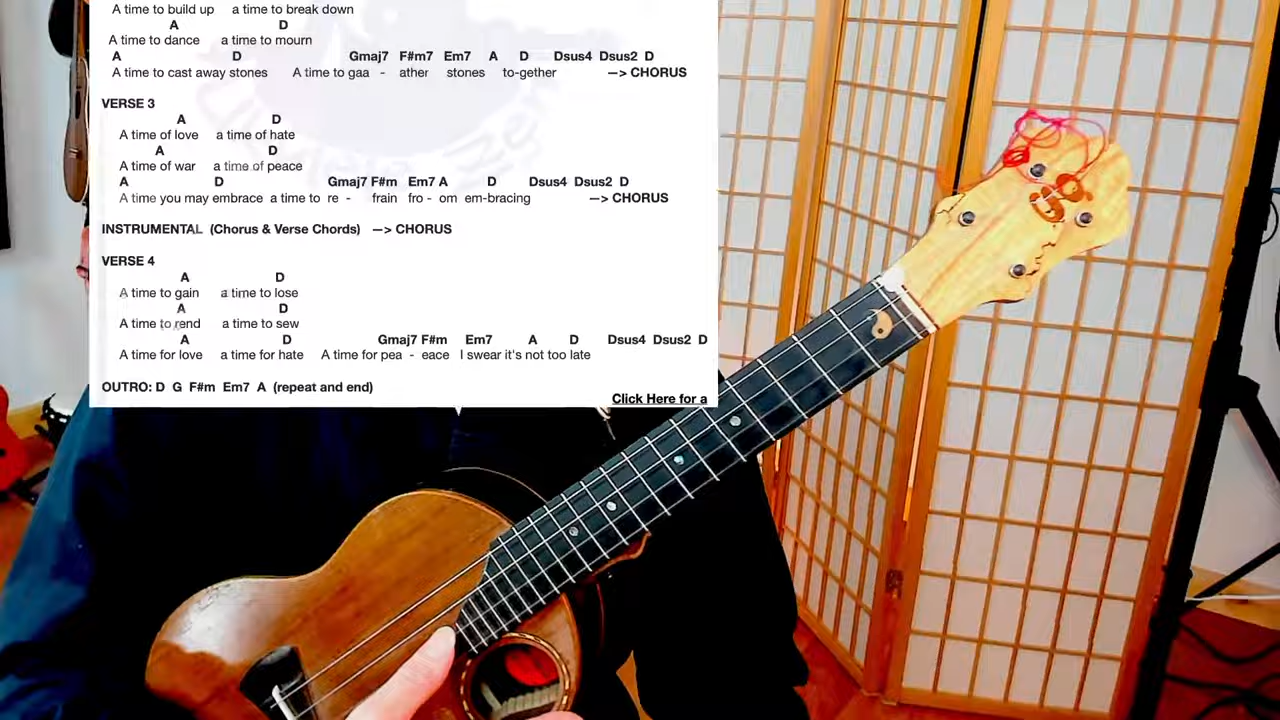 A time to build up a time to break down
A D
A time to dance a time to mourn
A D Gmaj7 F#m7 Em7 A D Dsus4 Dsus2 D
A time to cast away stones A time to gaa - ather stones to-gether —> CHORUS
VERSE 3
A D
A time of love a time of hate
A D
A time of war a time of peace
A D Gmaj7 F#m Em7 A D Dsus4 Dsus2 D
A time you may embrace a time to re - frain fro - om em-bracing —> CHORUS
INSTRUMENTAL (Chorus & Verse Chords) —> CHORUS
VERSE 4
A D
A time to gain a time to lose
A D
A time to rend a time to sew
A D Gmaj7 F#m Em7 A D Dsus4 Dsus2 D
A time for love a time for hate A time for pea - eace I swear it's not too late
OUTRO: D G F#m Em7 A (repeat and end)
Click Here for a